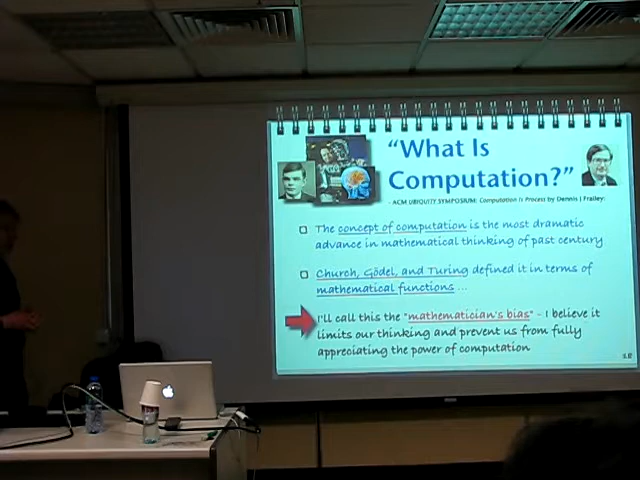 "What Is
Computation?"
- ACM UBIQUITY SYMPOSIUM: Computation is Process by Dennis J Frailey:
The concept of computation is the most dramatic
advance in mathematical thinking of past century
Church, Gödel, and Turing defined it in terms of
mathematical functions ...
I'll call this the "mathematician's bias" - I believe it
limits our thinking and prevent us from fully
appreciating the power of computation